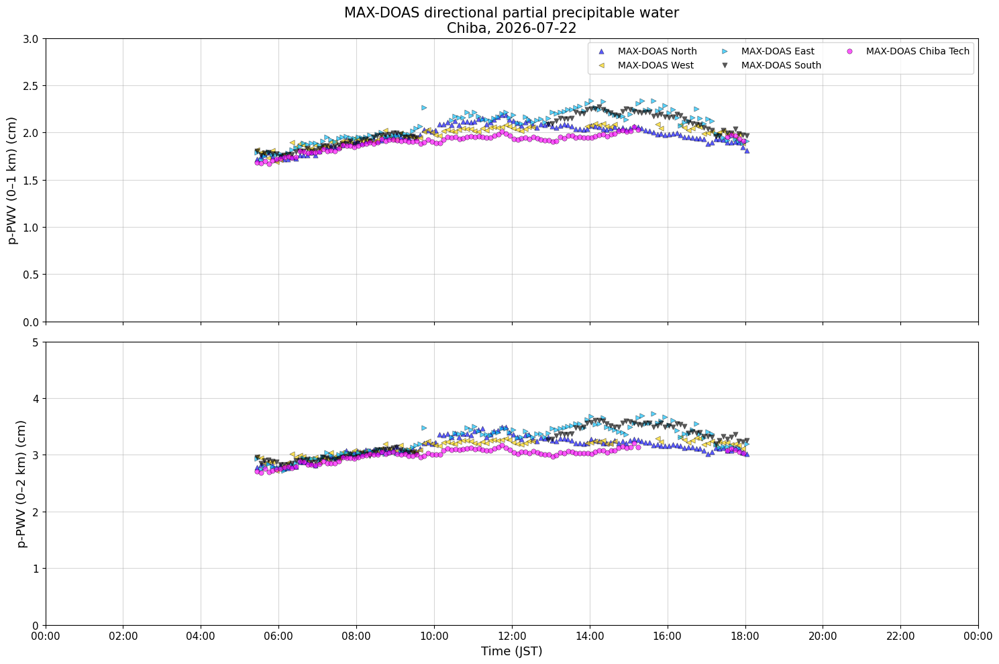 MAX-DOAS directional partial precipitable water
Chiba, 2026-07-22
3.0
2.5
2.0
1.5
1.0
0.5
0.0
p-PWV (0–1 km) (cm)
MAX-DOAS North
MAX-DOAS West
MAX-DOAS East
MAX-DOAS South
MAX-DOAS Chiba Tech
5
4
3
2
1
0
p-PWV (0–2 km) (cm)
00:00 02:00 04:00 06:00 08:00 10:00 12:00 14:00 16:00 18:00 20:00 22:00 00:00
Time (JST)